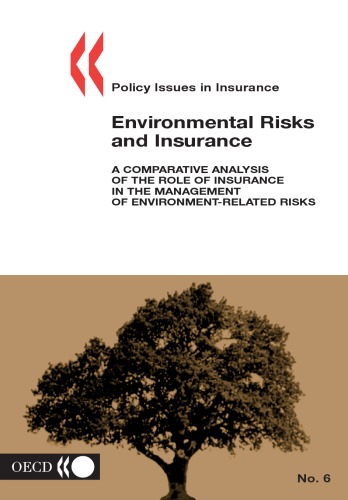 Policy Issues in Insurance
Environmental Risks
and Insurance
A COMPARATIVE ANALYSIS
OF THE ROLE OF INSURANCE
IN THE MANAGEMENT
OF ENVIRONMENT-RELATED RISKS
OECD
No. 6